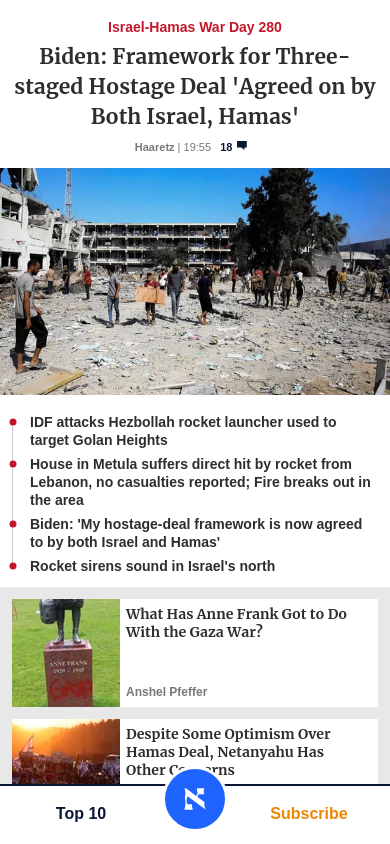 Israel-Hamas War Day 280
Biden: Framework for Three-
staged Hostage Deal 'Agreed on by
Both Israel, Hamas'
Haaretz | 19:55 18
IDF attacks Hezbollah rocket launcher used to
target Golan Heights
House in Metula suffers direct hit by rocket from
Lebanon, no casualties reported; Fire breaks out in
the area
Biden: 'My hostage-deal framework is now agreed
to by both Israel and Hamas'
Rocket sirens sound in Israel's north
What Has Anne Frank Got to Do
With the Gaza War?
ANNE FRANK
1929 - 1945
GAZA
Anshel Pfeffer
Despite Some Optimism Over
Hamas Deal, Netanyahu Has
Other
Top 10
Subscribe